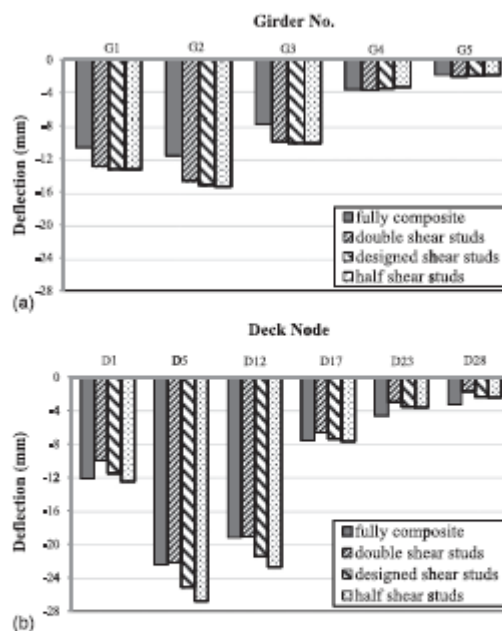 Girder No.
G1 G2 G3 G4 G5
0
-4
-8
-12
-16
-20
-24
-28
Deflection (mm)
fully composite
double shear studs
designed shear studs
half shear studs
(a)
Deck Node
D1 D5 D12 D17 D23 D28
0
-4
-8
-12
-16
-20
-24
-28
Deflection (mm)
fully composite
double shear studs
designed shear studs
half shear studs
(b)